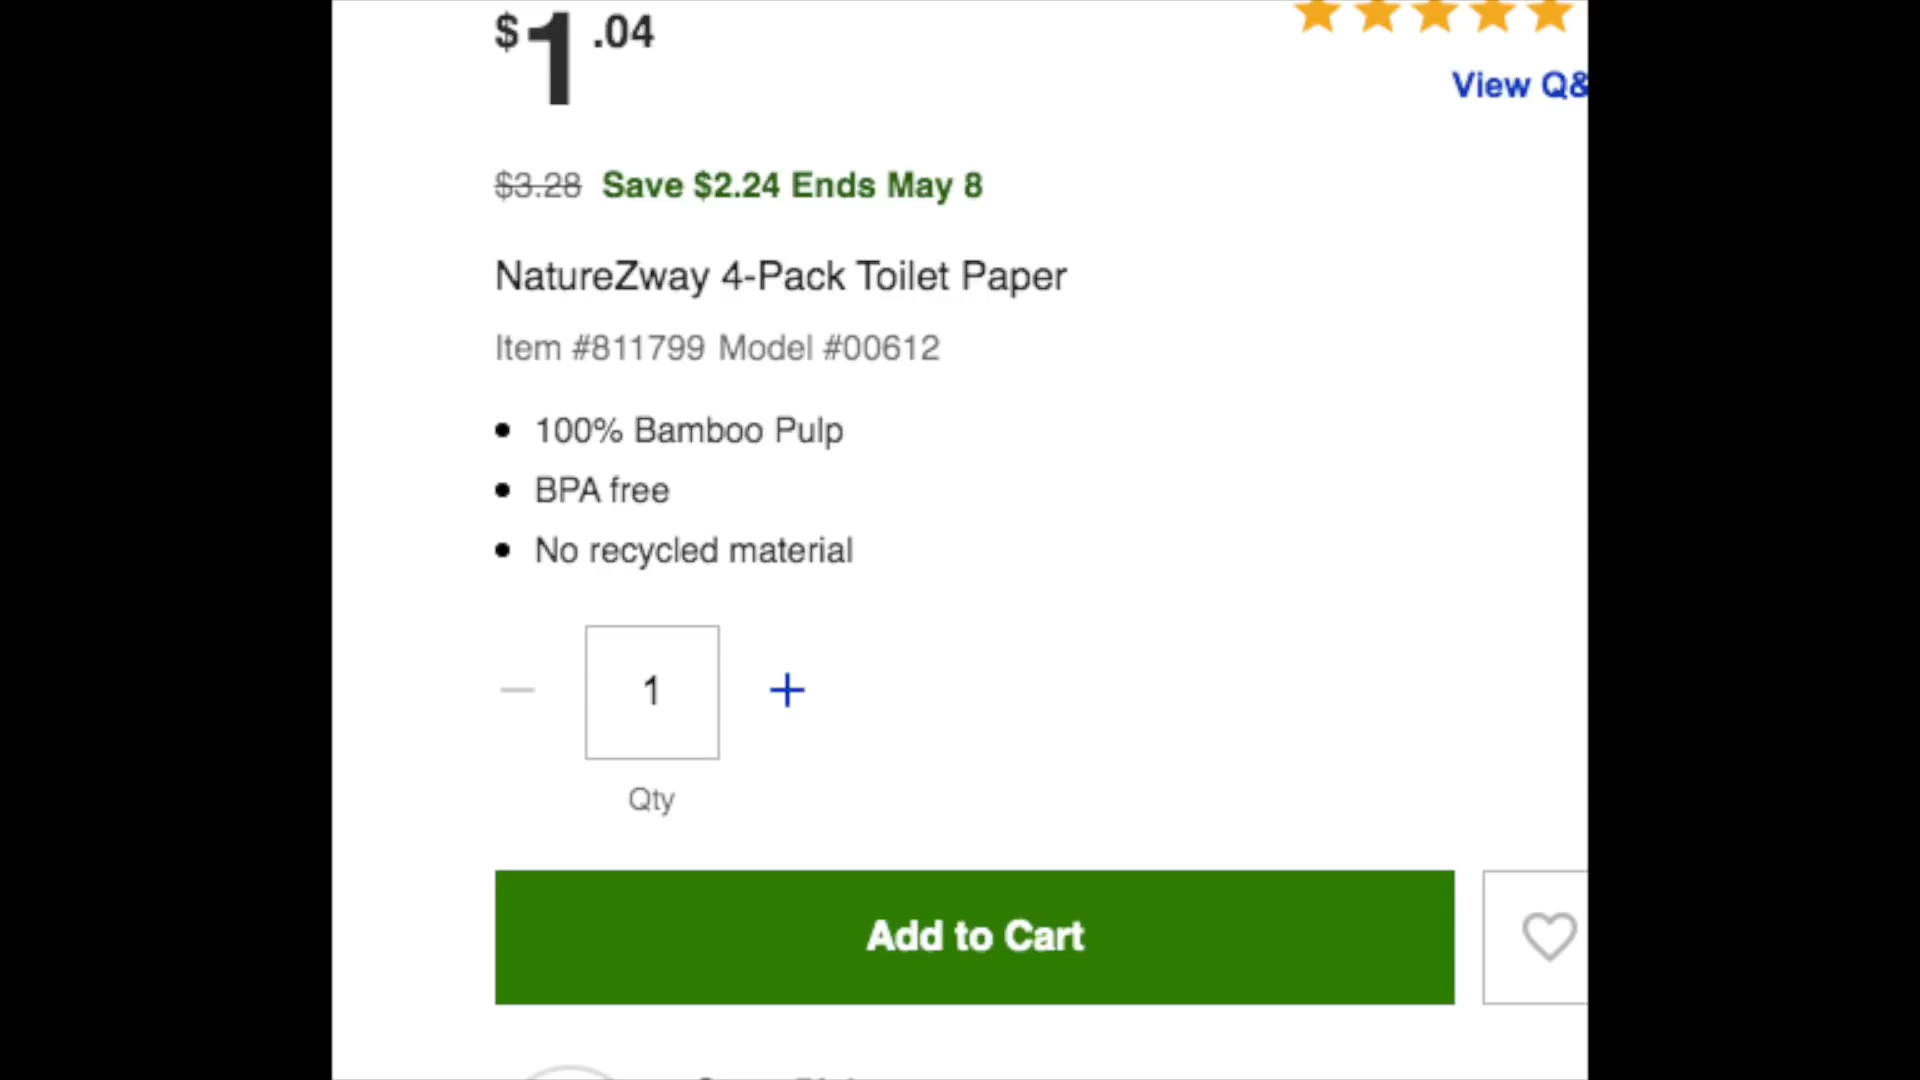 $1.04
View Q&
$3.28 Save $2.24 Ends May 8
NatureZway 4-Pack Toilet Paper
Item #811799 Model #00612
100% Bamboo Pulp
BPA free
No recycled material
1
Qty
Add to Cart